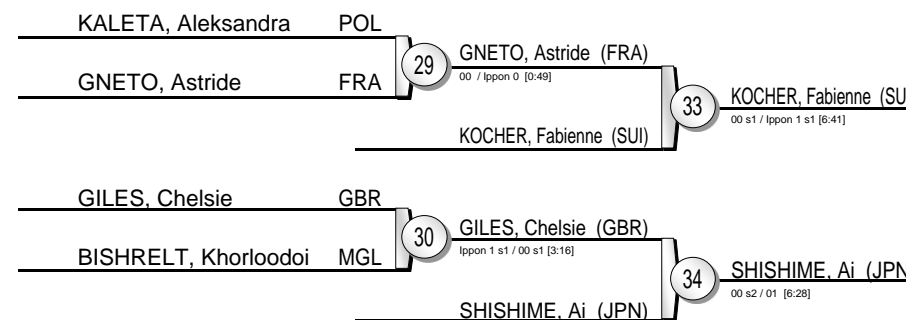 KALETA, Aleksandra POL
GNETO, Astride FRA
29
GNETO, Astride (FRA)
00 / Ippon 0 [0:49]
KOCHER, Fabienne (SUI)
33
KOCHER, Fabienne (SU
00 s1 / Ippon 1 s1 [6:41]
GILES, Chelsie GBR
BISHRELT, Khorloodoi MGL
30
GILES, Chelsie (GBR)
Ippon 1 s1 / 00 s1 [3:16]
SHISHIME, Ai (JPN)
34
SHISHIME, Ai (JPN
00 s2 / 01 [6:28]